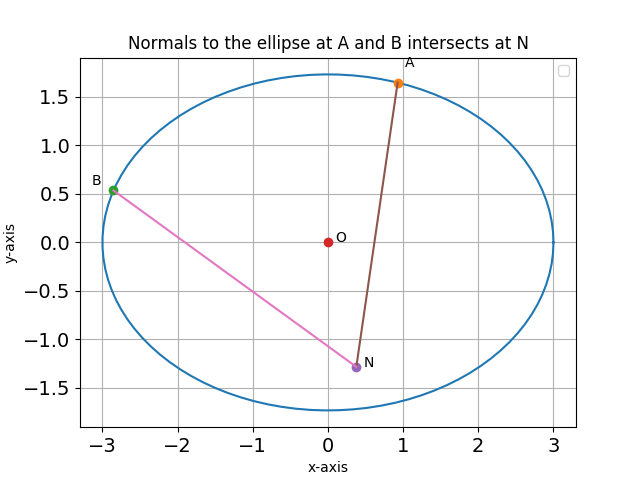 Normals to the ellipse at A and B intersects at N
A
B
O
N
1.5
1.0
0.5
0.0
−0.5
−1.0
−1.5
y-axis
−3
−2
−1
0
1
2
3
x-axis